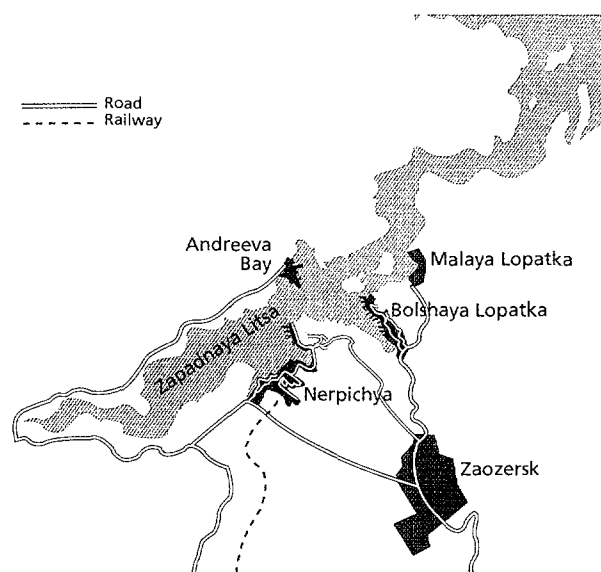 Road
Railway
Andreeva
Bay
Malaya Lopatka
Bolshaya Lopatka
Zapadnaya Litsa
Nerpichya
Zaozersk